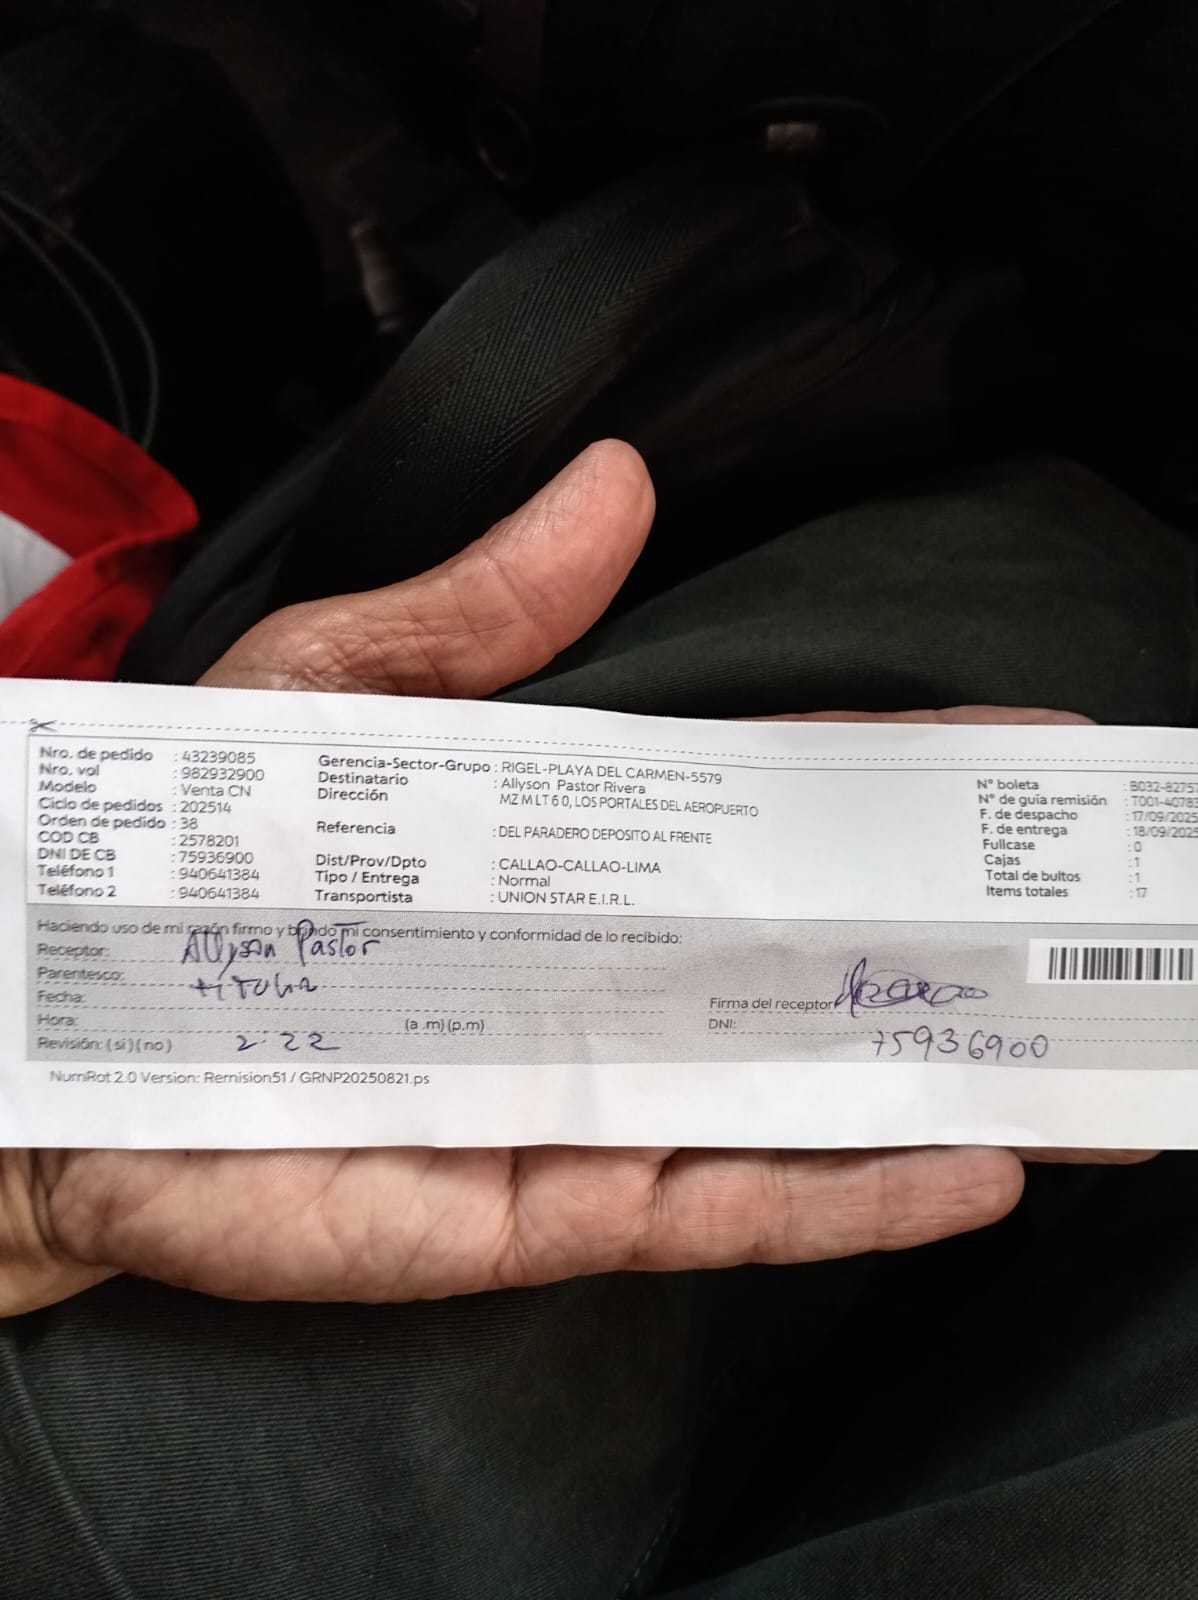 Nro. de pedido : 43239085
Nro. vol : 982932900
Modelo : Venta CN
Ciclo de pedidos : 202514
Orden de pedido : 38
COD CB : 2578201
DNI DE CB : 75936900
Teléfono 1 : 940641384
Teléfono 2 : 940641384
Gerencia-Sector-Grupo : RIGEL-PLAYA DEL CARMEN-5579
Destinatario : Allyson Pastor Rivera
Dirección MZ M LT 6 0, LOS PORTALES DEL AEROPUERTO
Referencia : DEL PARADERO DEPOSITO AL FRENTE
Dist/Prov/Dpto : CALLAO-CALLAO-LIMA
Tipo / Entrega : Normal
Transportista : UNION STAR E.I.R.L.
N° boleta : B032-82757
N° de guía remisión : T001-40783
F. de despacho : 17/09/2025
F. de entrega : 18/09/2025
Fullcase : 0
Cajas : 1
Total de bultos : 1
Items totales : 17
Haciendo uso de mi razón firmo y brindo mi consentimiento y conformidad de lo recibido:
Receptor: Allyson Pastor
Parentesco: titular
Fecha:
Hora: (a .m) (p.m)
Revisión: ( si ) ( no ) 2:22
Firma del receptor
DNI: 75936900
NumRot 2.0 Version: Remision51 / GRNP20250821.ps